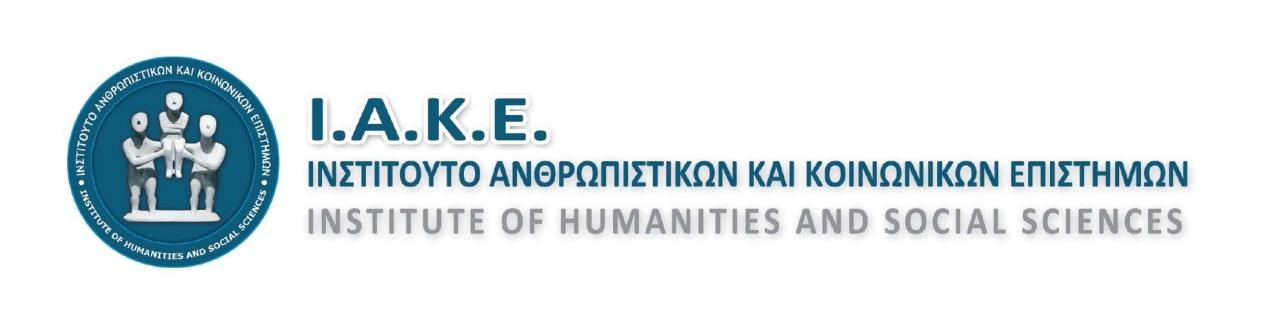 ΙΝΣΤΙΤΟΥΤΟ ΑΝΘΡΩΠΙΣΤΙΚΩΝ ΚΑΙ ΚΟΙΝΩΝΙΚΩΝ ΕΠΙΣΤΗΜΩΝ
INSTITUTE OF HUMANITIES AND SOCIAL SCIENCES
Ι.Α.Κ.Ε.
ΙΝΣΤΙΤΟΥΤΟ ΑΝΘΡΩΠΙΣΤΙΚΩΝ ΚΑΙ ΚΟΙΝΩΝΙΚΩΝ ΕΠΙΣΤΗΜΩΝ
INSTITUTE OF HUMANITIES AND SOCIAL SCIENCES